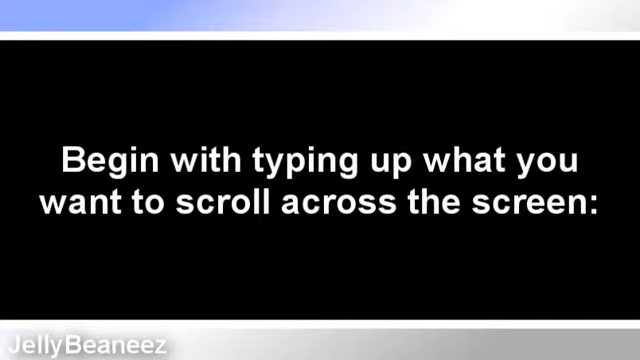 Begin with typing up what you
want to scroll across the screen:
JellyBeaneez